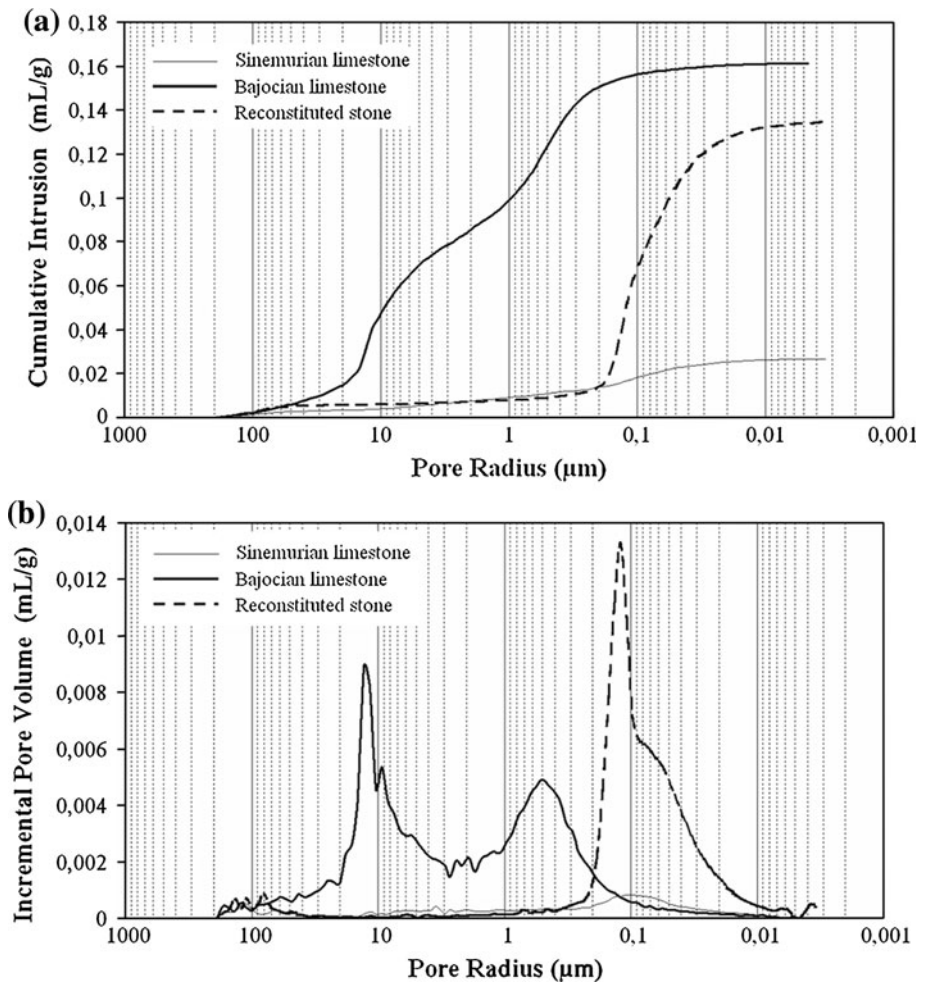 (a)
0,18
0,16
0,14
0,12
0,1
0,08
0,06
0,04
0,02
0
Cumulative Intrusion (mL/g)
Sinemurian limestone
Bajocian limestone
Reconstituted stone
1000 100 10 1 0,1 0,01 0,001
Pore Radius (µm)
(b)
0,014
0,012
0,01
0,008
0,006
0,004
0,002
0
Incremental Pore Volume (mL/g)
Sinemurian limestone
Bajocian limestone
Reconstituted stone
1000 100 10 1 0,1 0,01 0,001
Pore Radius (µm)